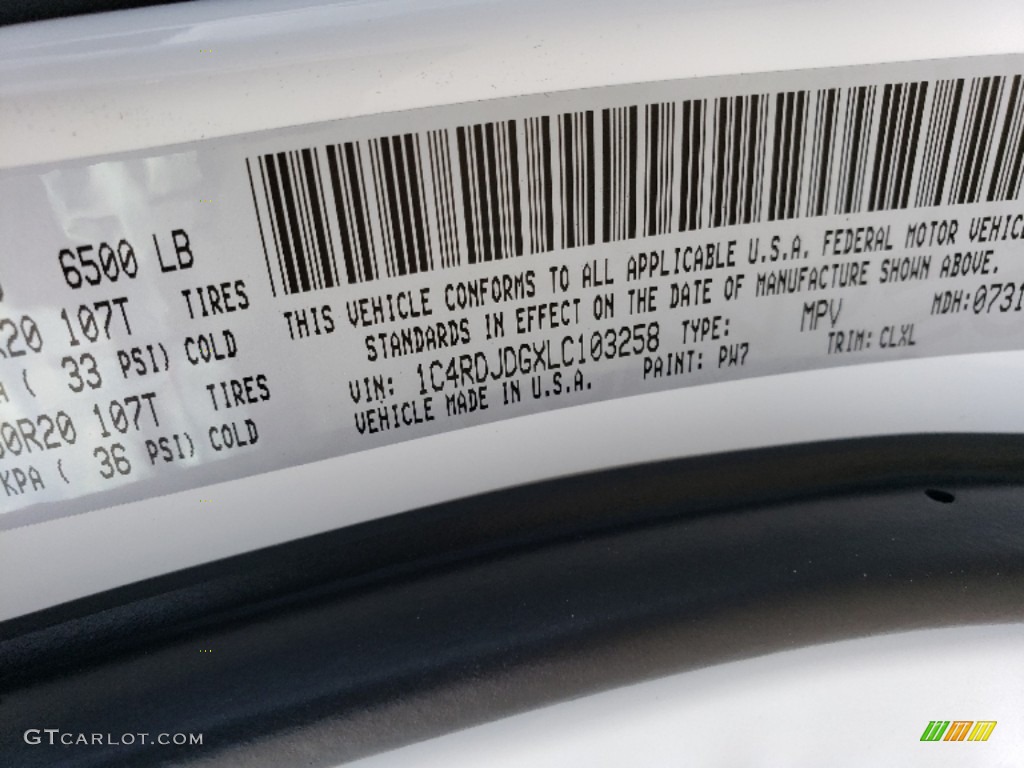 6500 LB
R20 107T TIRES
( 33 PSI) COLD
50R20 107T TIRES
KPA ( 36 PSI) COLD
THIS VEHICLE CONFORMS TO ALL APPLICABLE U.S.A. FEDERAL MOTOR VEHIC
STANDARDS IN EFFECT ON THE DATE OF MANUFACTURE SHOWN ABOVE.
VIN: 1C4RDJDGXLC103258 TYPE: MPV MDH:0731
VEHICLE MADE IN U.S.A. PAINT: PW7 TRIM: CLXL
GTCARLOT.COM